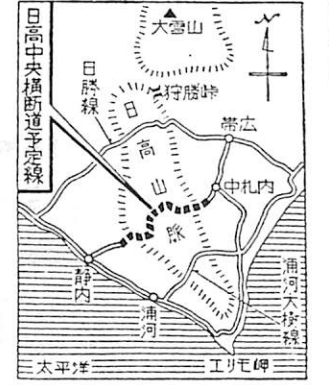 日高中央横断道予定線
大雪山
N
狩勝峠
日勝線
帯広
日高山脈
中札内
静内
浦河
浦河大樹線
太平洋
エリモ岬